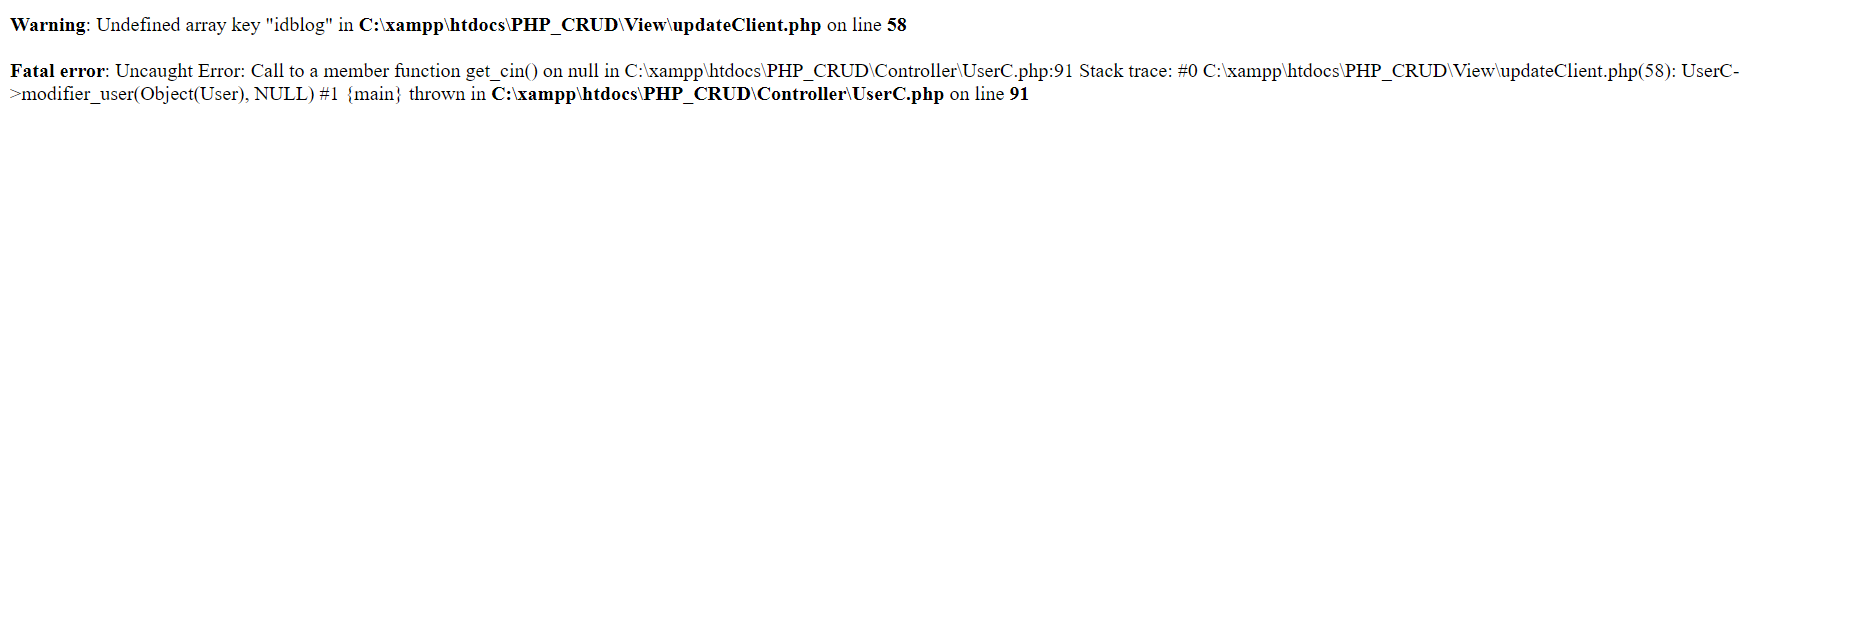 Warning: Undefined array key "idblog" in C:\xampp\htdocs\PHP_CRUD\View\updateClient.php on line 58
Fatal error: Uncaught Error: Call to a member function get_cin() on null in C:\xampp\htdocs\PHP_CRUD\Controller\UserC.php:91 Stack trace: #0 C:\xampp\htdocs\PHP_CRUD\View\updateClient.php(58): UserC-
>modifier_user(Object(User), NULL) #1 {main} thrown in C:\xampp\htdocs\PHP_CRUD\Controller\UserC.php on line 91